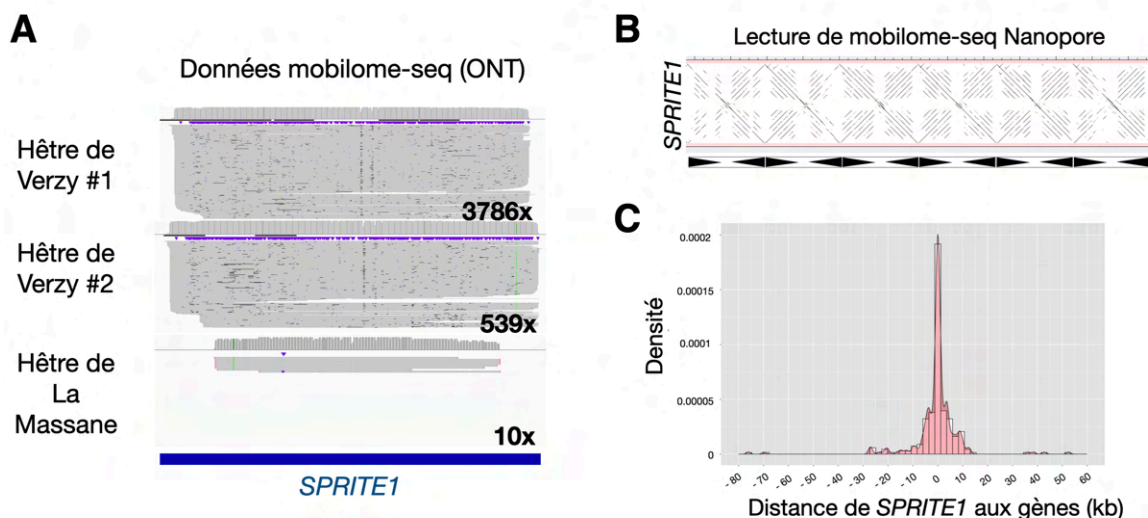 A
Données mobilome-seq (ONT)
Hêtre de
Verzy #1
3786x
Hêtre de
Verzy #2
539x
Hêtre de
La
Massane
10x
SPRITE1
B
Lecture de mobilome-seq Nanopore
SPRITE1
C
Densité
0.0002
0.00015
0.0001
0.00005
0
-80
-70
-60
-50
-40
-30
-20
-10
0
10
20
30
40
50
60
Distance de SPRITE1 aux gènes (kb)